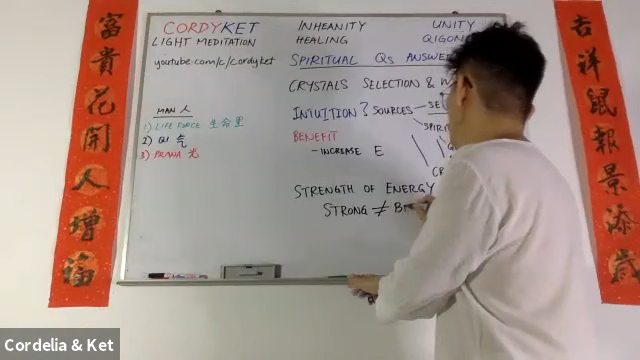 富
貴
花
開
人
增
福
CORDYKET
LIGHT MEDITATION
youtube.com/c/cordyket
MAN 人
1) LIFE FORCE 生命里
2) QI 气
3) PRANA 光
INHEANITY
HEALING
UNITY
QIGONG
SPIRITUAL Qs ANSWE
CRYSTALS SELECTION &
INTUITION? SOURCES
BENEFIT
- INCREASE E
STRENGTH OF ENERGY
STRONG ≠
吉
祥
鼠
報
景
添
歲
Cordelia & Ket